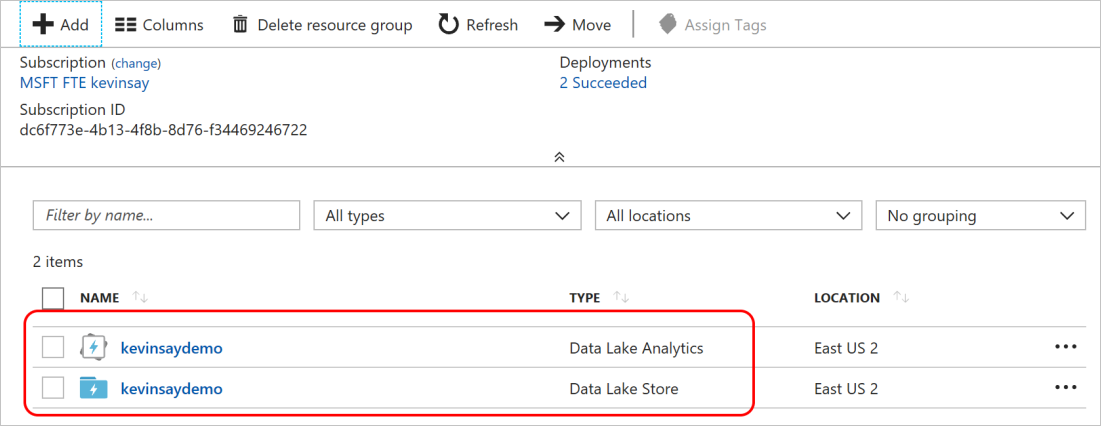 Add Columns Delete resource group Refresh Move Assign Tags
Subscription (change) Deployments
MSFT FTE kevinsay 2 Succeeded
Subscription ID
dc6f773e-4b13-4f8b-8d76-f34469246722
Filter by name... All types All locations No grouping
2 items
NAME TYPE LOCATION
kevinsaydemo Data Lake Analytics East US 2
kevinsaydemo Data Lake Store East US 2